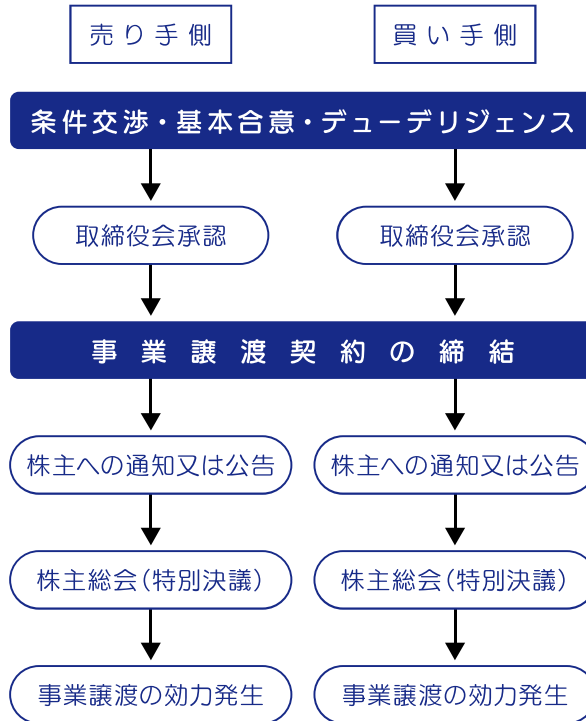 売り手側
買い手側
条件交渉・基本合意・デューデリジェンス
取締役会承認
取締役会承認
事業譲渡契約の締結
株主への通知又は公告
株主への通知又は公告
株主総会(特別決議)
株主総会(特別決議)
事業譲渡の効力発生
事業譲渡の効力発生